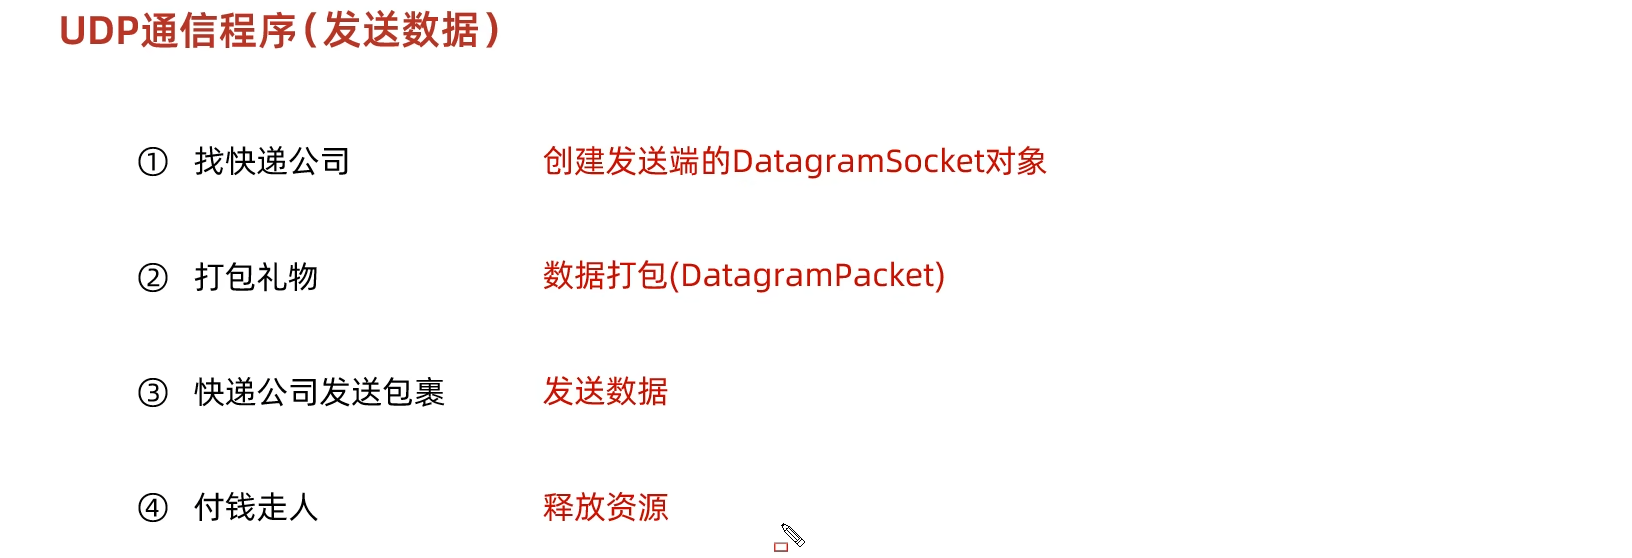 UDP通信程序(发送数据)
① 找快递公司 创建发送端的DatagramSocket对象
② 打包礼物 数据打包(DatagramPacket)
③ 快递公司发送包裹 发送数据
④ 付钱走人 释放资源